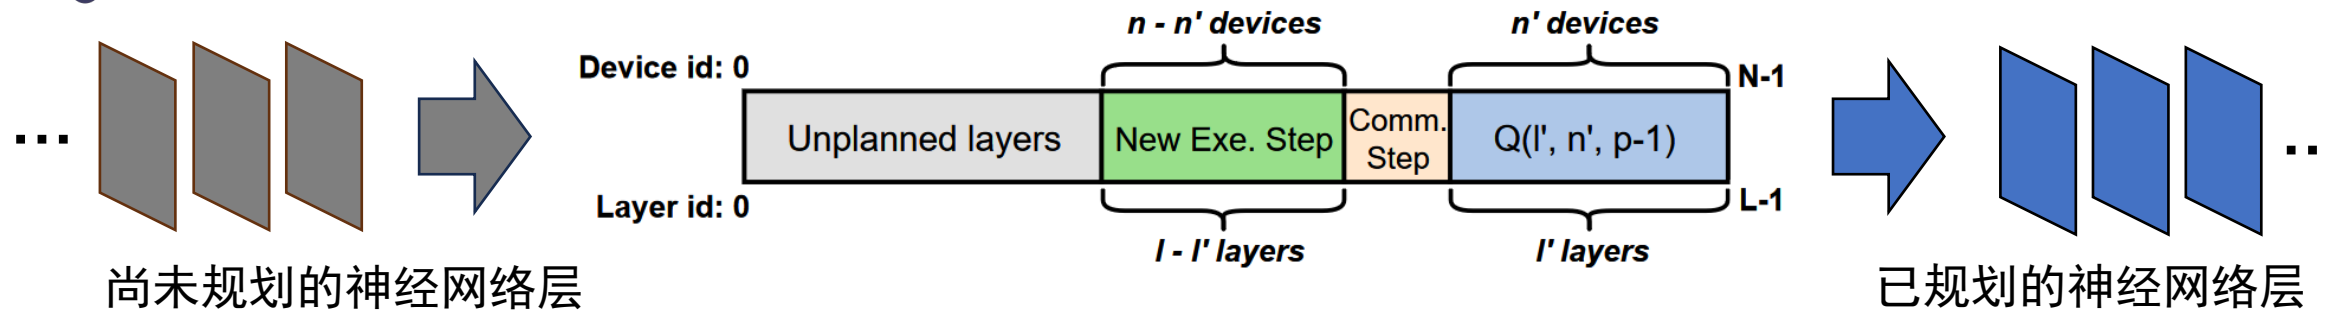 ...
n - n' devices
n' devices
Device id: 0
N-1
Unplanned layers
New Exe. Step
Comm.
Step
Q(l', n', p-1)
..
Layer id: 0
L-1
l - l' layers
l' layers
尚未规划的神经网络层
已规划的神经网络层